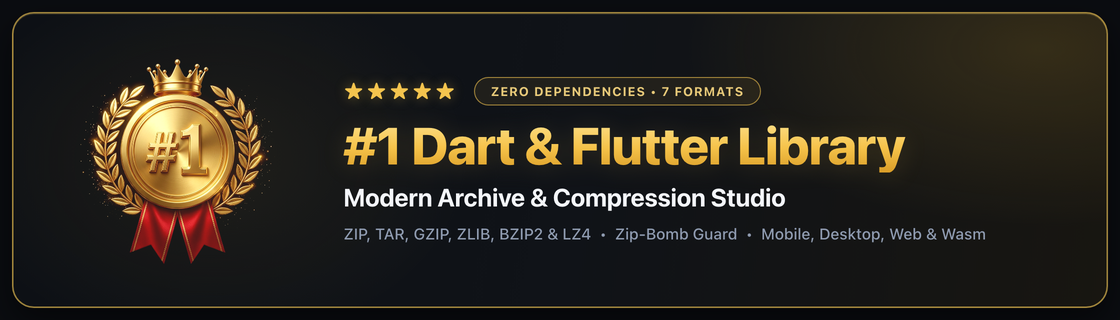 #1
ZERO DEPENDENCIES • 7 FORMATS
#1 Dart & Flutter Library
Modern Archive & Compression Studio
ZIP, TAR, GZIP, ZLIB, BZIP2 & LZ4 • Zip-Bomb Guard • Mobile, Desktop, Web & Wasm